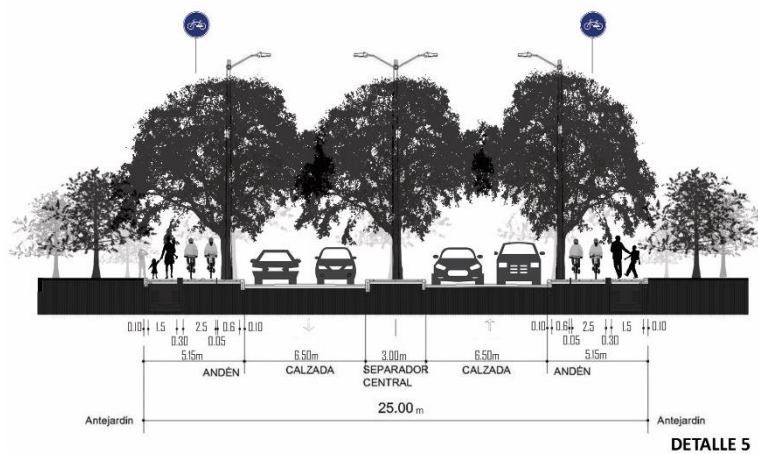 0.10 1.5 2.5 0.6 0.10 0.10 0.6 2.5 1.5 0.10
0.30 0.05 0.05 0.30
5.15m 6.50m 3.00m 6.50m 5.15m
ANDÉN CALZADA SEPARADOR CENTRAL CALZADA ANDÉN
25.00 m
Antejardín Antejardín
DETALLE 5